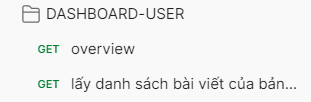 DASHBOARD-USER
GET overview
GET lấy danh sách bài viết của bản...